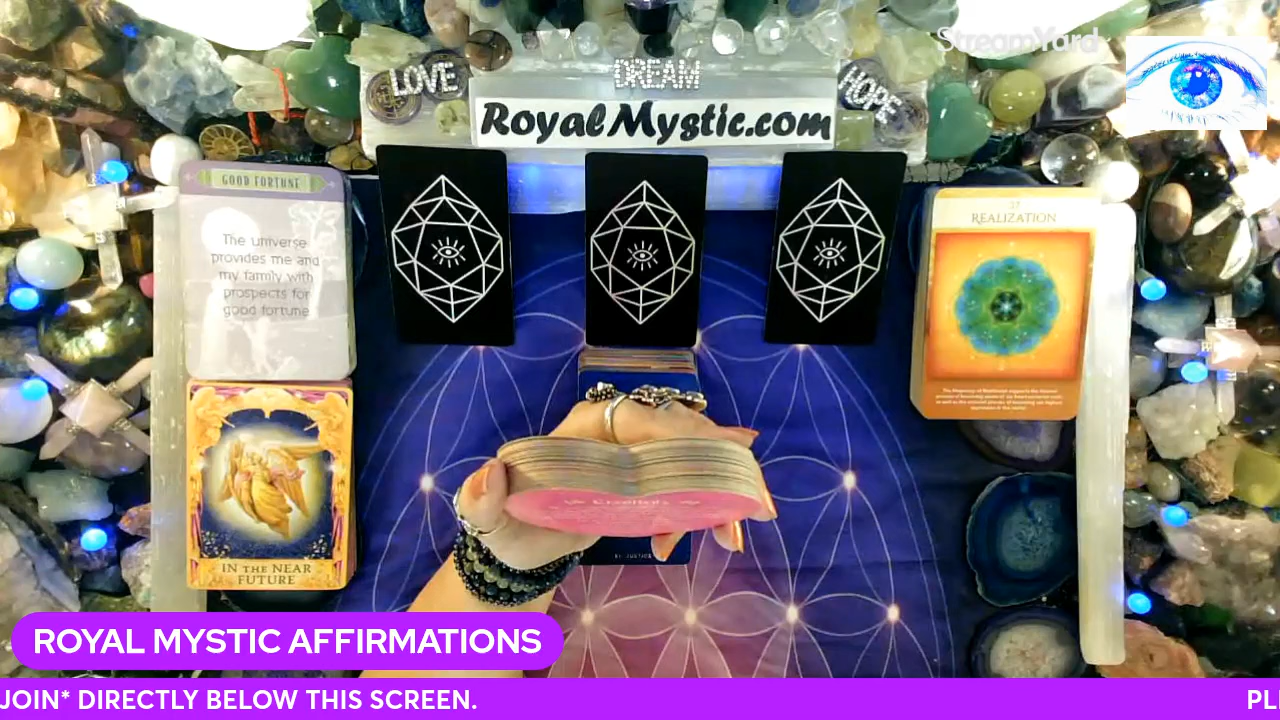 StreamYard
LOVE
DREAM
HOPE
RoyalMystic.com
GOOD FORTUNE
The universe
provides me and
my family with
prospects for
good fortune.
37
REALIZATION
IN THE NEAR
FUTURE
JUSTICE
ROYAL MYSTIC AFFIRMATIONS
JOIN* DIRECTLY BELOW THIS SCREEN.
PL